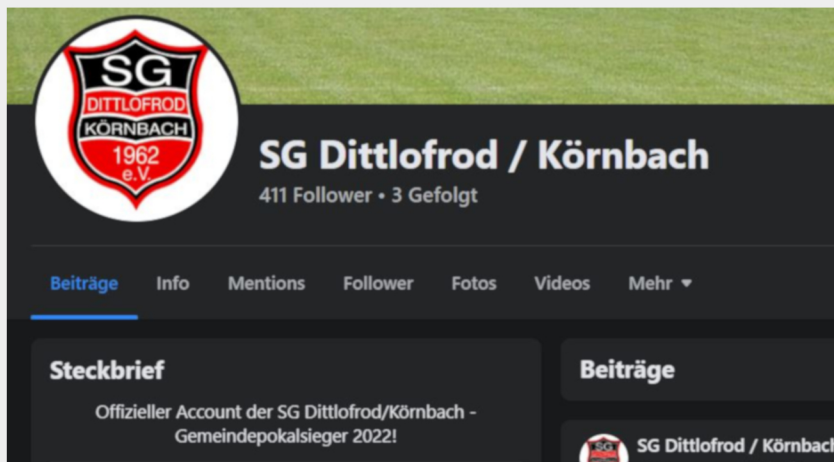 SG
DITTLOFROD
KÖRNBACH
1962
e.V.
SG Dittlofrod / Körnbach
411 Follower • 3 Gefolgt
Beiträge Info Mentions Follower Fotos Videos Mehr
Steckbrief
Offizieller Account der SG Dittlofrod/Körnbach -
Gemeindepokalsieger 2022!
Beiträge
SG
SG Dittlofrod / Körnbach